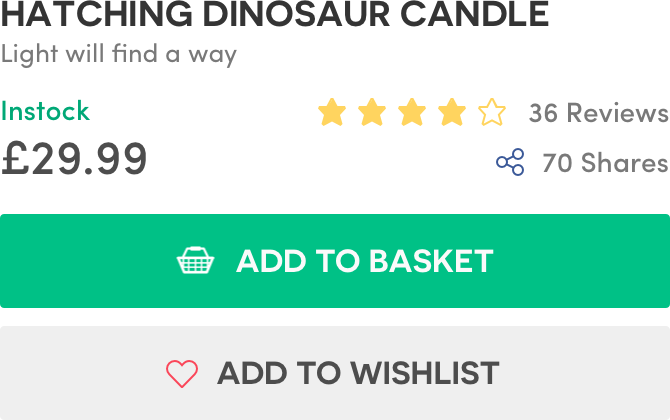 HATCHING DINOSAUR CANDLE
Light will find a way
Instock
36 Reviews
£29.99
70 Shares
ADD TO BASKET
ADD TO WISHLIST